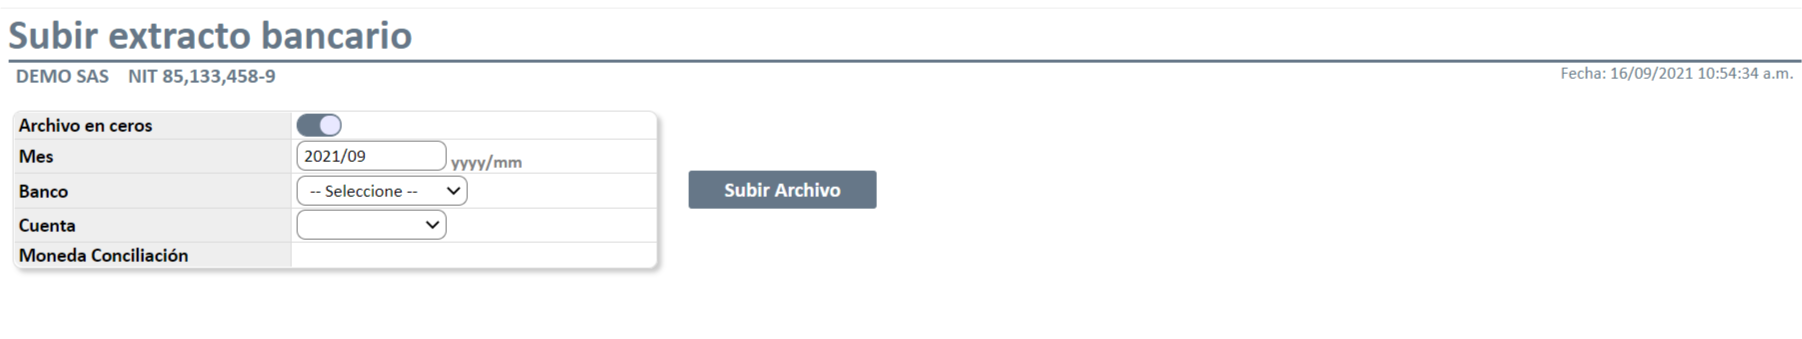 Subir extracto bancario
DEMO SAS NIT 85,133,458-9
Fecha: 16/09/2021 10:54:34 a.m.
Archivo en ceros
Mes 2021/09 yyyy/mm
Banco -- Seleccione --
Subir Archivo
Cuenta
Moneda Conciliación